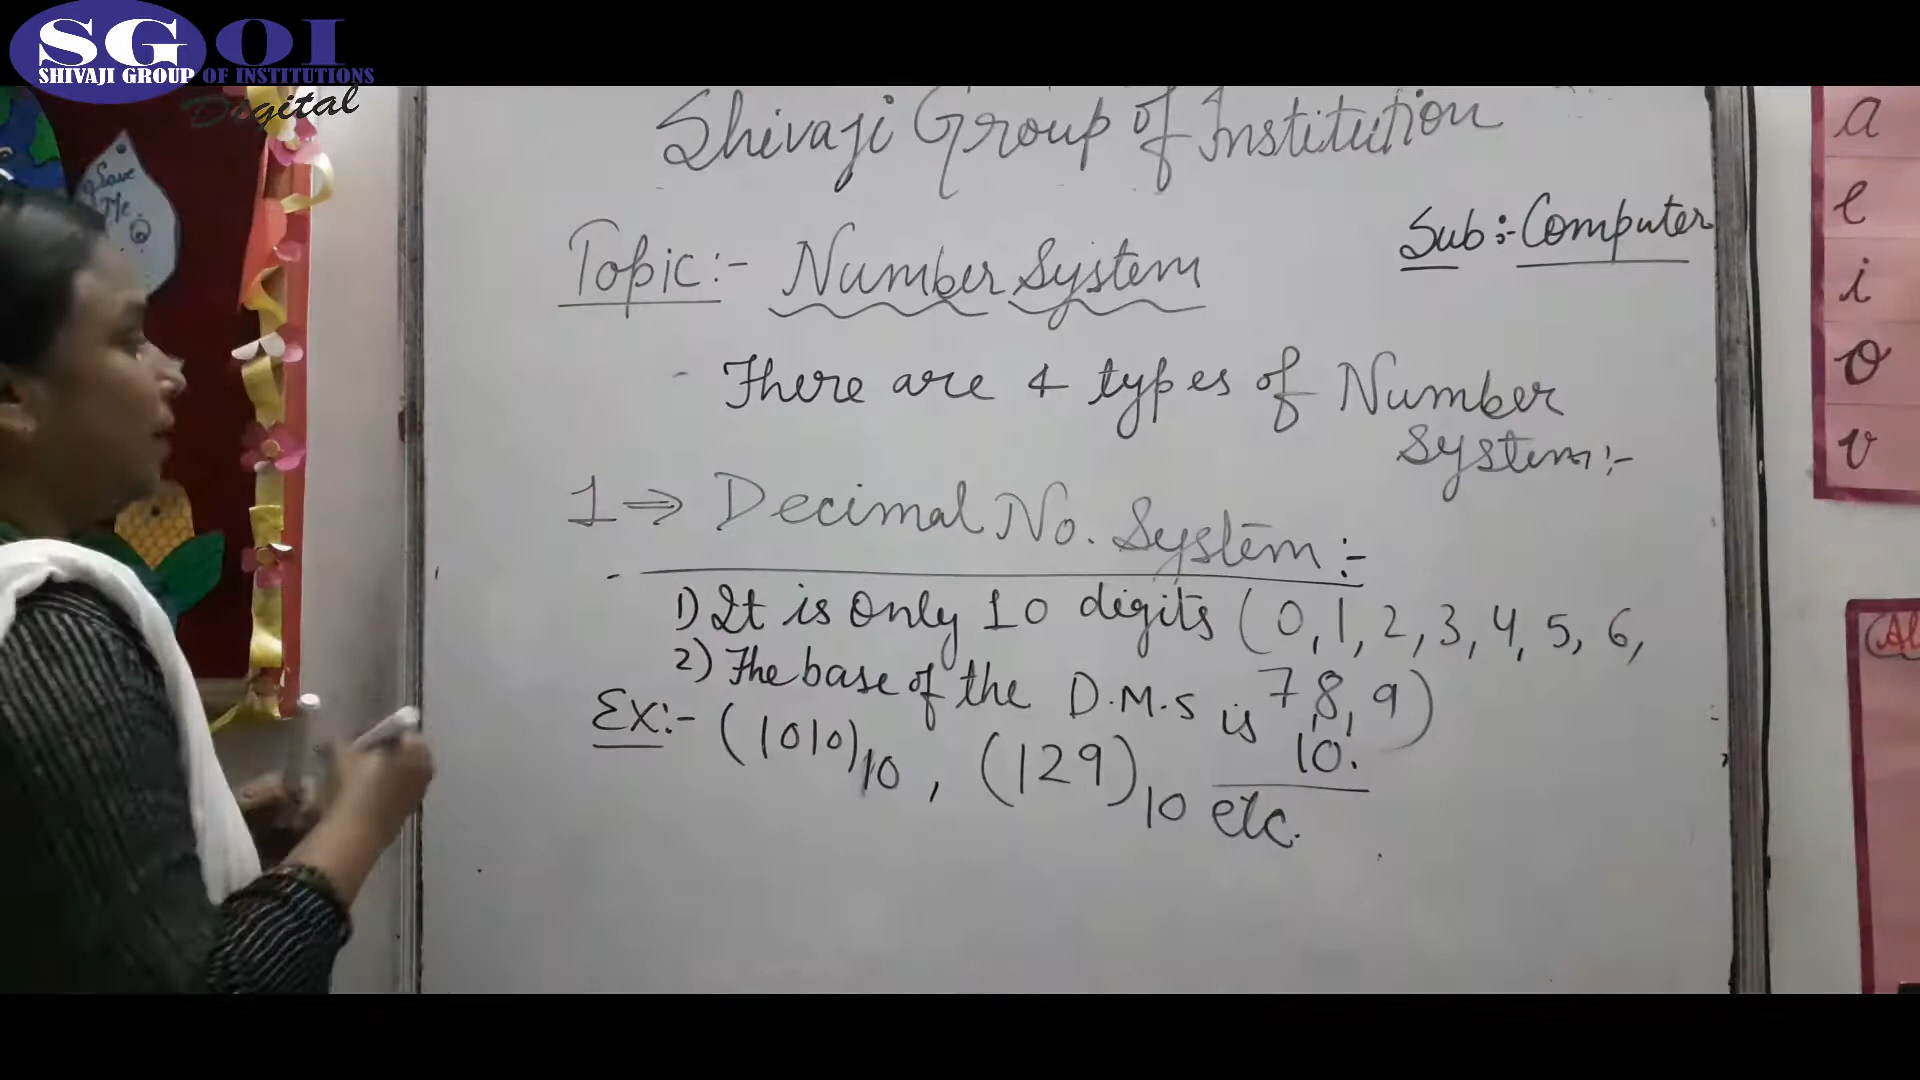 SGOI
SHIVAJI GROUP OF INSTITUTIONS
Digital
Save
Me
Shivaji Group of Institution
Sub:- Computer
Topic:- Number System
There are 4 types of Number
System:-
1 ⇒ Decimal No. System:-
1) It is only 10 digits (0, 1, 2, 3, 4, 5, 6,
7, 8, 9)
2) The base of the D.M.S is
10.
Ex:- (1010)10 , (129)10 etc.
a
e
i
o